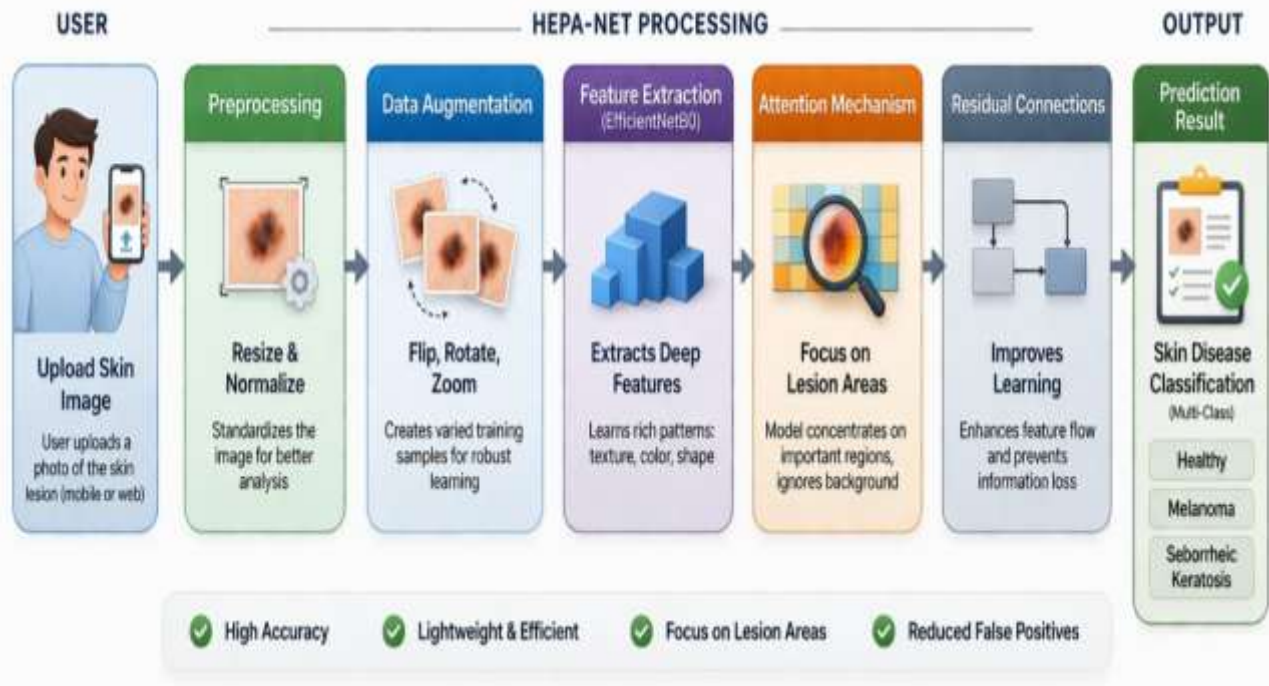 USER
HEPA-NET PROCESSING
OUTPUT
Upload Skin
Image
User uploads a
photo of the skin
lesion (mobile or web)
Preprocessing
Resize &
Normalize
Standardizes the
image for better
analysis
Data Augmentation
Flip, Rotate,
Zoom
Creates varied training
samples for robust
learning
Feature Extraction
(EfficientNetB0)
Extracts Deep
Features
Learns rich patterns:
texture, color, shape
Attention Mechanism
Focus on
Lesion Areas
Model concentrates on
important regions,
ignores background
Residual Connections
Improves
Learning
Enhances feature flow
and prevents
information loss
Prediction
Result
Skin Disease
Classification
(Multi-Class)
Healthy
Melanoma
Seborrheic
Keratosis
High Accuracy
Lightweight & Efficient
Focus on Lesion Areas
Reduced False Positives